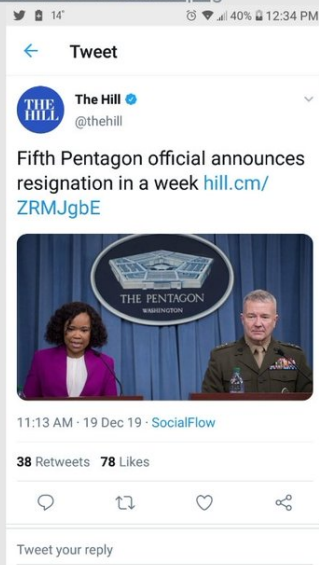 14°
40% 12:34 PM
Tweet
THE
HILL
The Hill
@thehill
Fifth Pentagon official announces
resignation in a week hill.cm/
ZRMJgbE
THE PENTAGON
WASHINGTON
11:13 AM · 19 Dec 19 · SocialFlow
38 Retweets 78 Likes
Tweet your reply